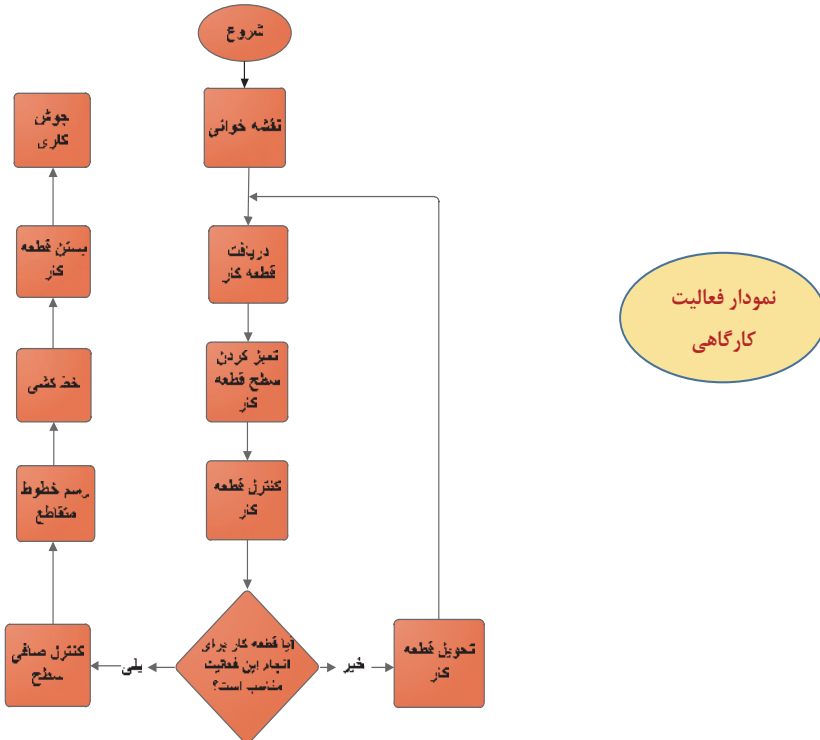 شروع
نقشه خوانی
دریافت
قطعه کار
تمیز کردن
سطح قطعه
کار
کنترل قطعه
کار
آیا قطعه کار برای
انجام این فعالیت
مناسب است؟
خیر
تحویل قطعه
کار
بلی
کنترل صافی
سطح
رسم خطوط
متقاطع
خط کشی
بستن قطعه
کار
جوش
کاری
نمودار فعالیت
کارگاهی